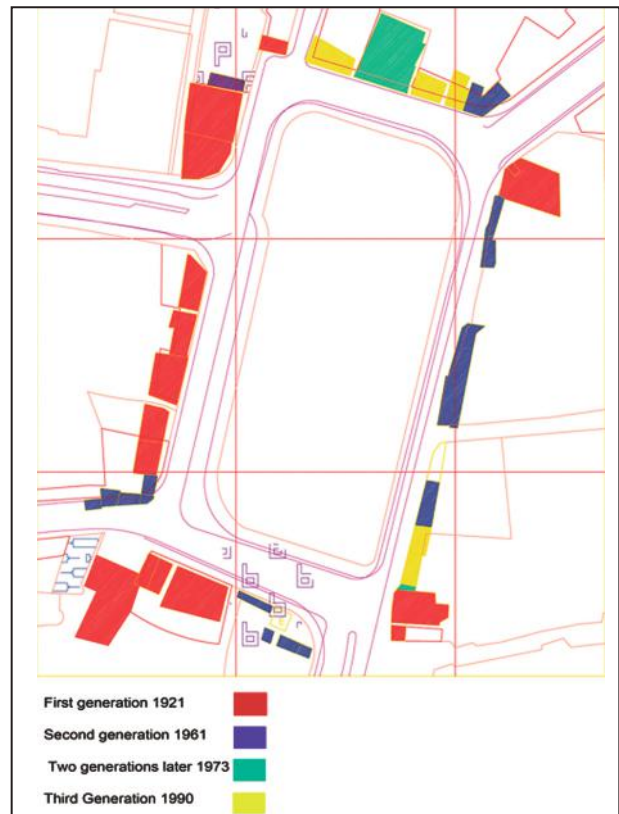 First generation 1921
Second generation 1961
Two generations later 1973
Third Generation 1990